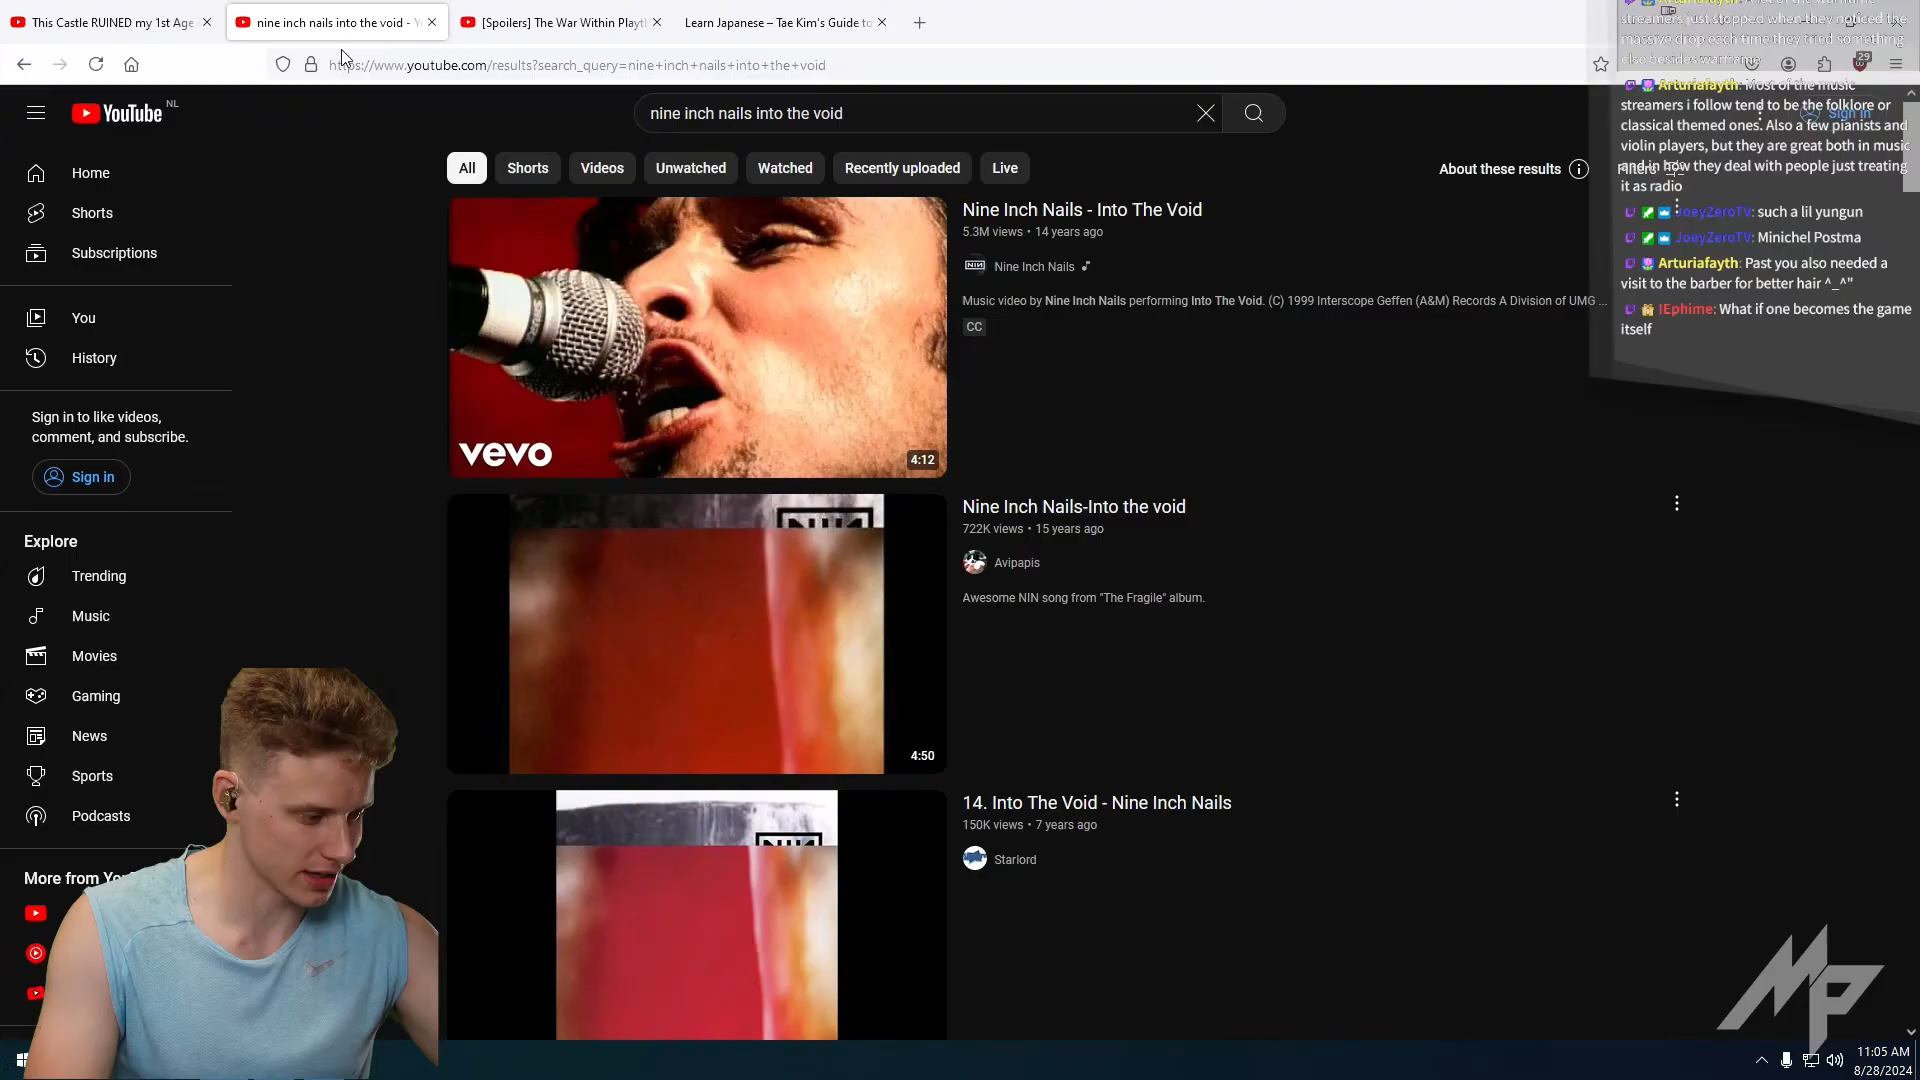 This Castle RUINED my 1st Age
nine inch nails into the void - Y
[Spoilers] The War Within Playth
Learn Japanese – Tae Kim's Guide to
https://www.youtube.com/results?search_query=nine+inch+nails+into+the+void
29
streamers just stopped when they noticed the
massive drop each time they tried something
else besides warframe
YouTube NL
nine inch nails into the void
Sign in
Arturiafayth: Most of the music
streamers i follow tend to be the folklore or
classical themed ones. Also a few pianists and
violin players, but they are great both in music
and in how they deal with people just treating
it as radio
JoeyZeroTV: such a lil yungun
JoeyZeroTV: Minichel Postma
Arturiafayth: Past you also needed a
visit to the barber for better hair ^_^"
IEphime: What if one becomes the game
itself
Home
Shorts
Subscriptions
You
History
Sign in to like videos,
comment, and subscribe.
Sign in
Explore
Trending
Music
Movies
Gaming
News
Sports
Podcasts
More from
All
Shorts
Videos
Unwatched
Watched
Recently uploaded
Live
About these results
Filters
vevo
4:12
Nine Inch Nails - Into The Void
5.3M views • 14 years ago
Nine Inch Nails
Music video by Nine Inch Nails performing Into The Void. (C) 1999 Interscope Geffen (A&M) Records A Division of UMG ...
CC
NIN
4:50
Nine Inch Nails-Into the void
722K views • 15 years ago
Avipapis
Awesome NIN song from "The Fragile" album.
NIN
14. Into The Void - Nine Inch Nails
150K views • 7 years ago
Starlord
MP
11:05 AM
8/28/2024